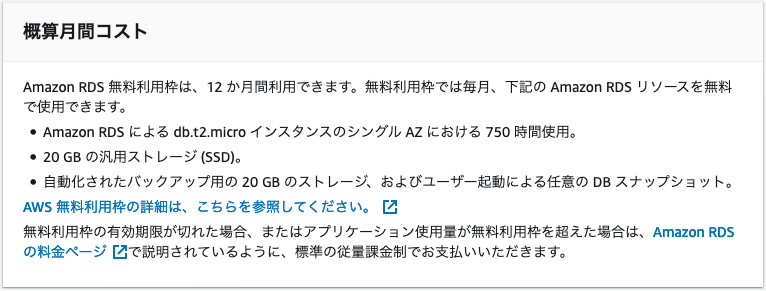 概算月間コスト
Amazon RDS 無料利用枠は、12 か月間利用できます。無料利用枠では毎月、下記の Amazon RDS リソースを無料
で使用できます。
• Amazon RDS による db.t2.micro インスタンスのシングル AZ における 750 時間使用。
• 20 GB の汎用ストレージ (SSD)。
• 自動化されたバックアップ用の 20 GB のストレージ、およびユーザー起動による任意の DB スナップショット。
AWS 無料利用枠の詳細は、こちらを参照してください。
無料利用枠の有効期限が切れた場合、またはアプリケーション使用量が無料利用枠を超えた場合は、Amazon RDS
の料金ページ で説明されているように、標準の従量課金制でお支払いいただきます。